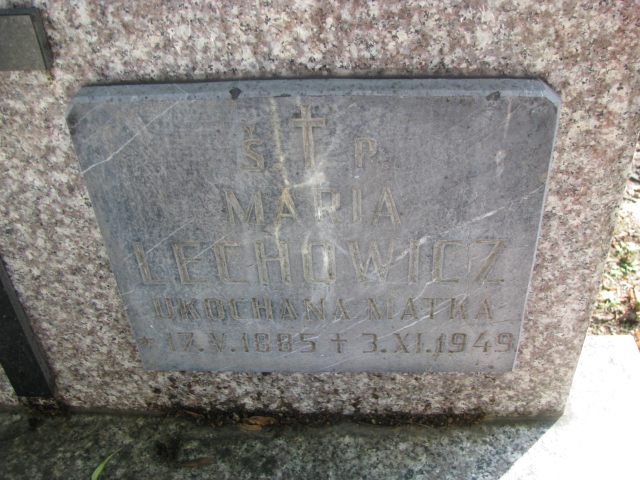 Ś. P.
MARIA
LECHOWICZ
UKOCHANA MATKA
* 17.V.1885 + 3.XI.1949